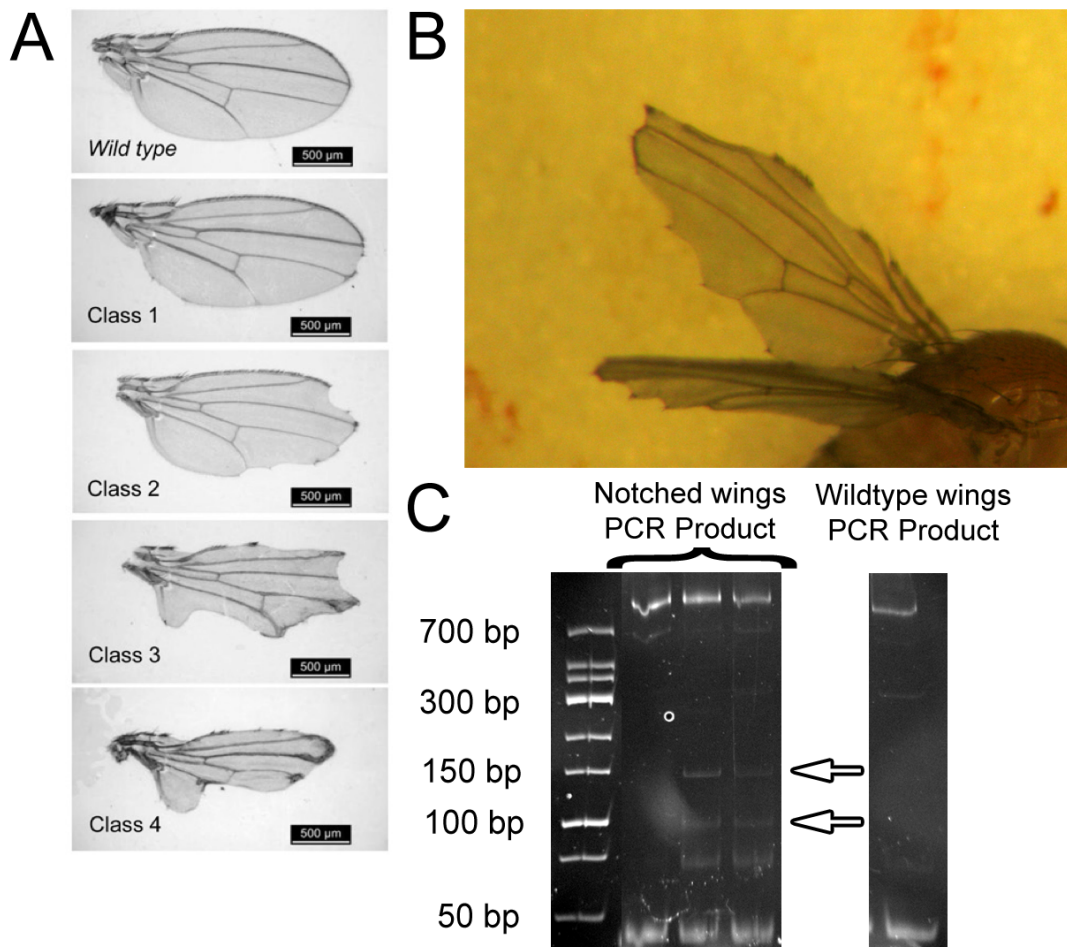 A
Wild type
500 µm
Class 1
500 µm
Class 2
500 µm
Class 3
500 µm
Class 4
500 µm
B
C
Notched wings
PCR Product
Wildtype wings
PCR Product
700 bp
300 bp
150 bp
100 bp
50 bp